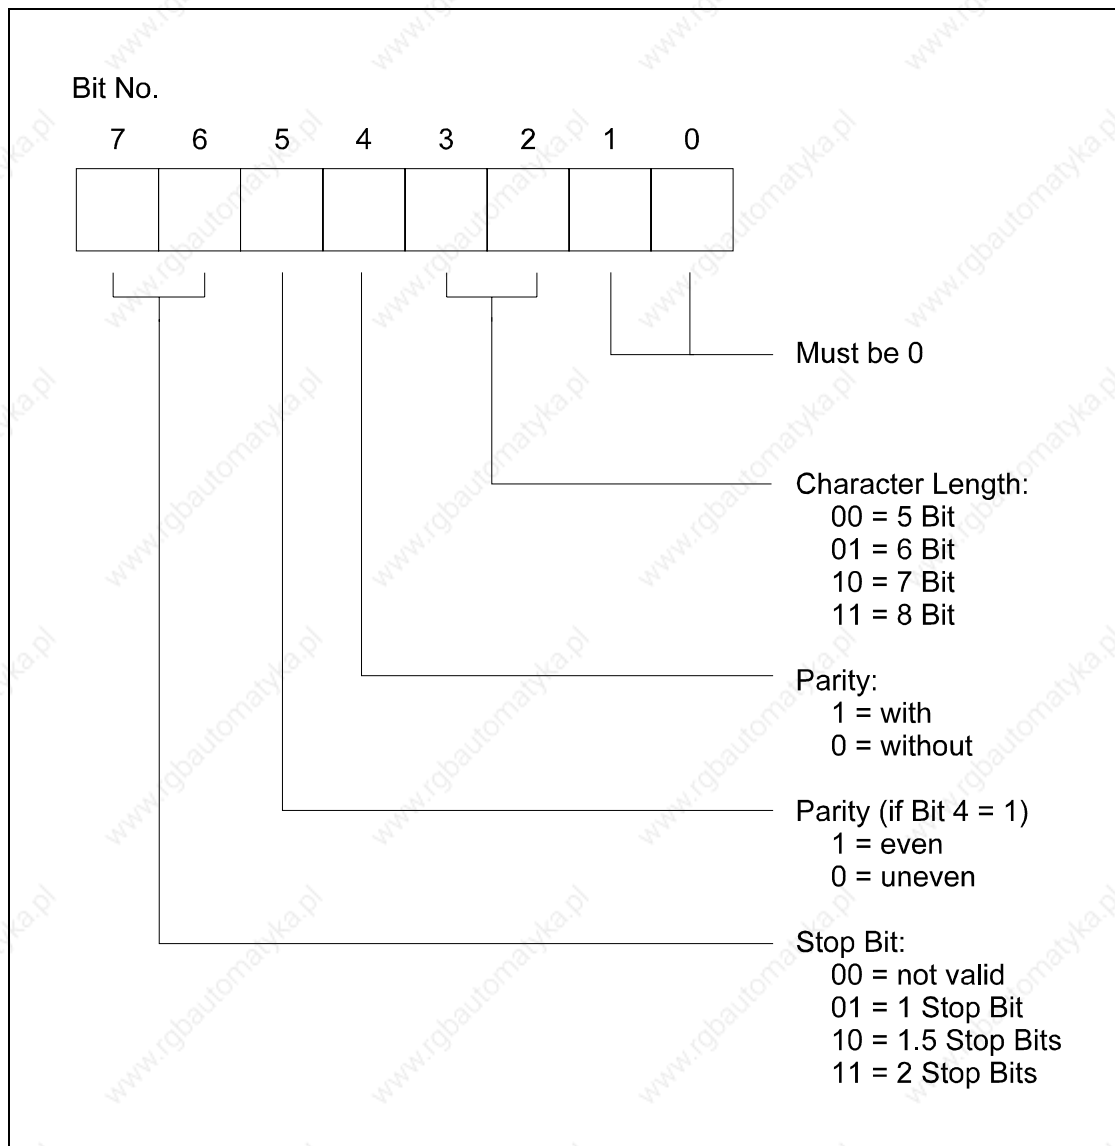 Bit No.
7 6 5 4 3 2 1 0
Must be 0
Character Length:
00 = 5 Bit
01 = 6 Bit
10 = 7 Bit
11 = 8 Bit
Parity:
1 = with
0 = without
Parity (if Bit 4 = 1)
1 = even
0 = uneven
Stop Bit:
00 = not valid
01 = 1 Stop Bit
10 = 1.5 Stop Bits
11 = 2 Stop Bits
www.rgbautomatyka.pl